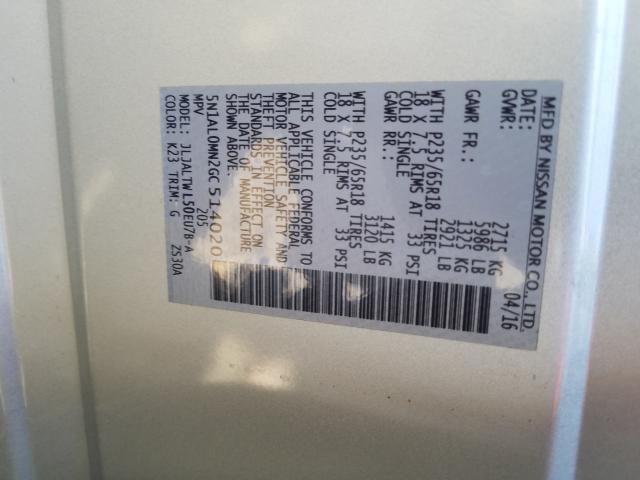 MFD BY NISSAN MOTOR CO., LTD.
DATE: 04/16
GVWR: 2715 KG
5986 LB
GAWR FR: 1325 KG
2921 LB
WITH P235/65R18 TIRES
18 X 7.5 RIMS AT 33 PSI
COLD SINGLE
GAWR RR: 1415 KG
3120 LB
WITH P235/65R18 TIRES
18 X 7.5 RIMS AT 33 PSI
COLD SINGLE
THIS VEHICLE CONFORMS TO
ALL APPLICABLE FEDERAL
MOTOR VEHICLE SAFETY AND
THEFT PREVENTION
STANDARDS IN EFFECT ON
THE DATE OF MANUFACTURE
SHOWN ABOVE.
5N1AL0MN2GC514020
MPV 205
MODEL: JLJALTWL50EU7B-A
COLOR: K23 TRIM: G ZS30A